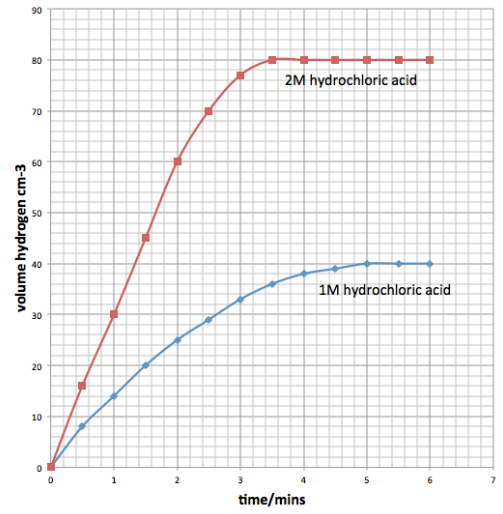 volume hydrogen cm-3
90
80
70
60
50
40
30
20
10
0
2M hydrochloric acid
1M hydrochloric acid
0 1 2 3 4 5 6 7
time/mins